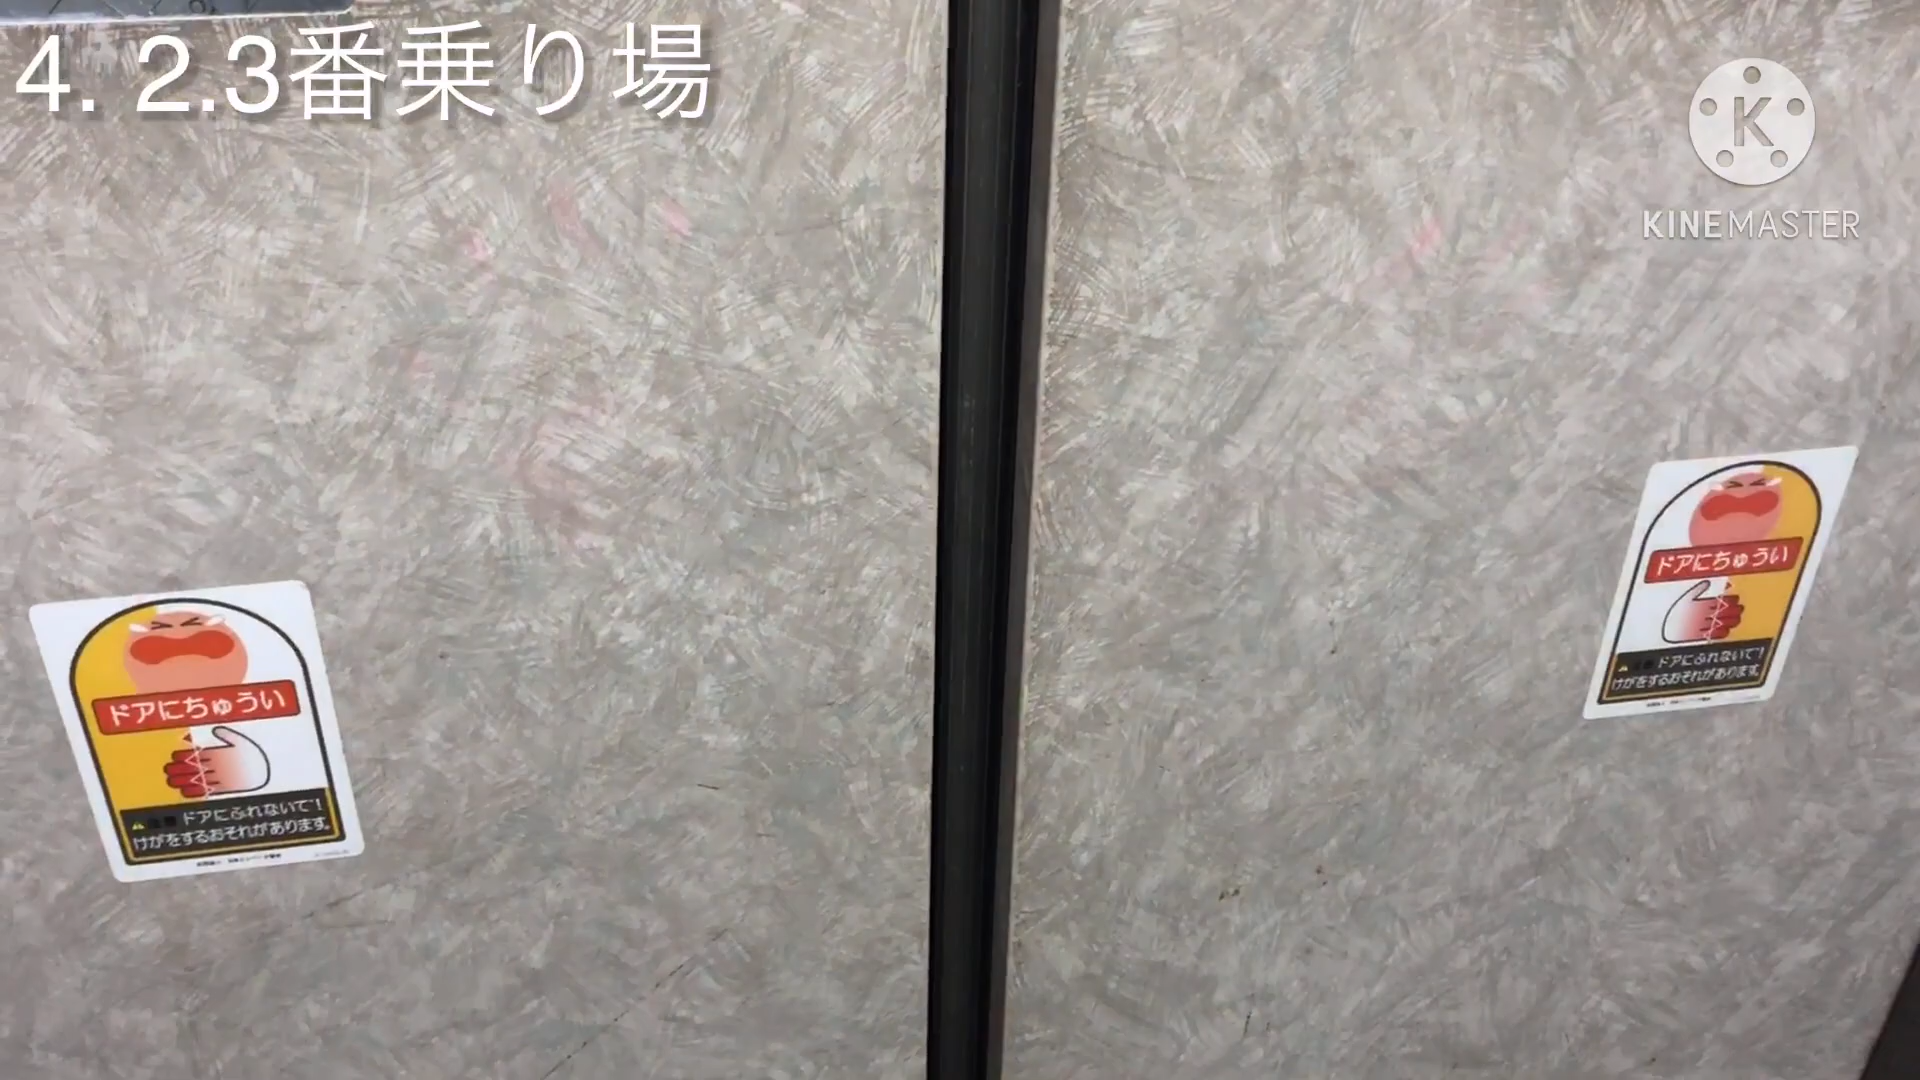 4. 2.3番乗り場
K
KINEMASTER
ドアにちゅうい
ドアにふれないで!
けがをするおそれがあります。
ドアにちゅうい
ドアにふれないで!
けがをするおそれがあります。